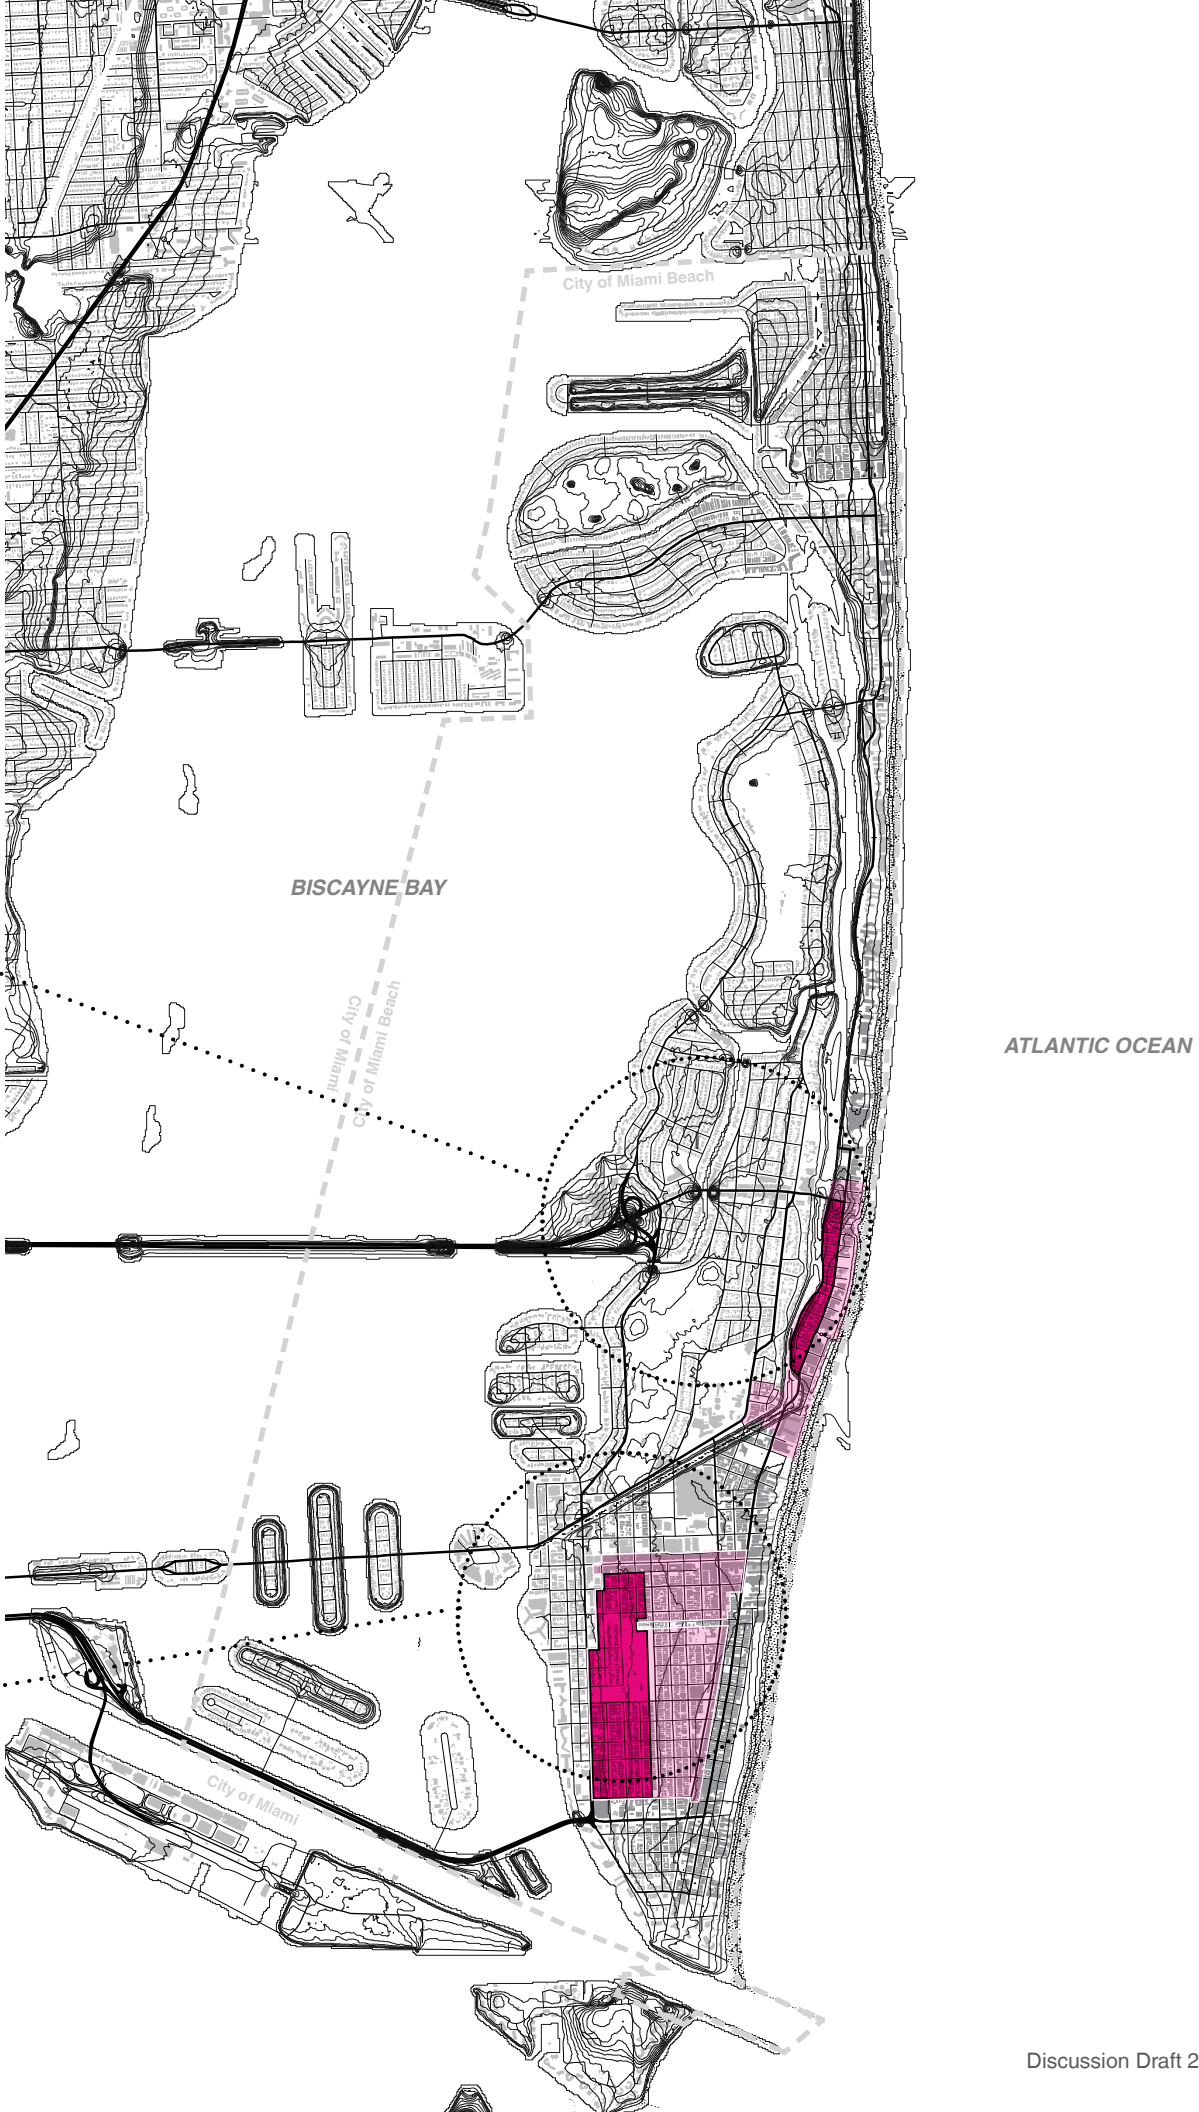 City of Miami Beach
BISCAYNE BAY
City of Miami
City of Miami Beach
ATLANTIC OCEAN
City of Miami
Discussion Draft 2